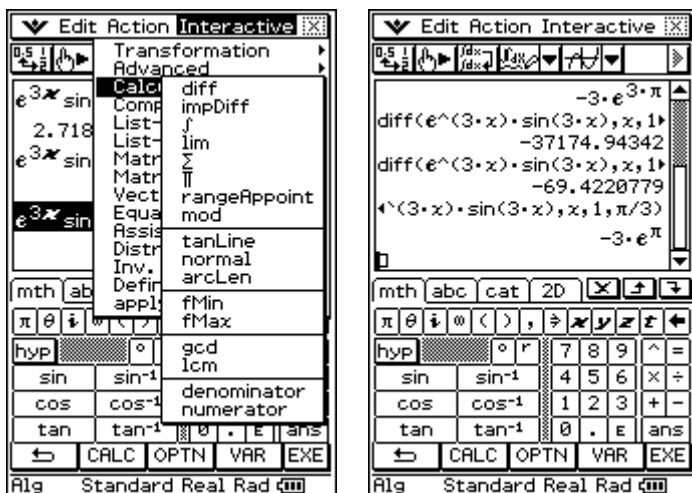 Edit Action Interactive
Transformation
Advanced
Calc
diff
impDiff
∫
lim
Σ
∏
rangeAppoint
mod
tanLine
normal
arcLen
fMin
fMax
gcd
lcm
denominator
numerator
Comp
List-
List-
Matr
Matr
Vect
Equa
Assis
Distr
Inv.
Defin
apply
e^3x sin
2.718
e^3x sin
e^3x sin
mth ab
π θ i ∞ ( )
hyp °
sin sin⁻¹
cos cos⁻¹
tan tan⁻¹ 0 . E ans
CALC OPTN VAR EXE
Alg Standard Real Rad
Edit Action Interactive
-3·e^3·π
diff(e^(3·x)·sin(3·x),x,1
-37174.94342
diff(e^(3·x)·sin(3·x),x,1
-69.4220779
^(3·x)·sin(3·x),x,1,π/3)
-3·e^π
mth abc cat 2D
π θ i ∞ ( ) , ⇒ x y z t
hyp ° r 7 8 9 ^ =
sin sin⁻¹ 4 5 6 × ÷
cos cos⁻¹ 1 2 3 + −
tan tan⁻¹ 0 . E ans
CALC OPTN VAR EXE
Alg Standard Real Rad